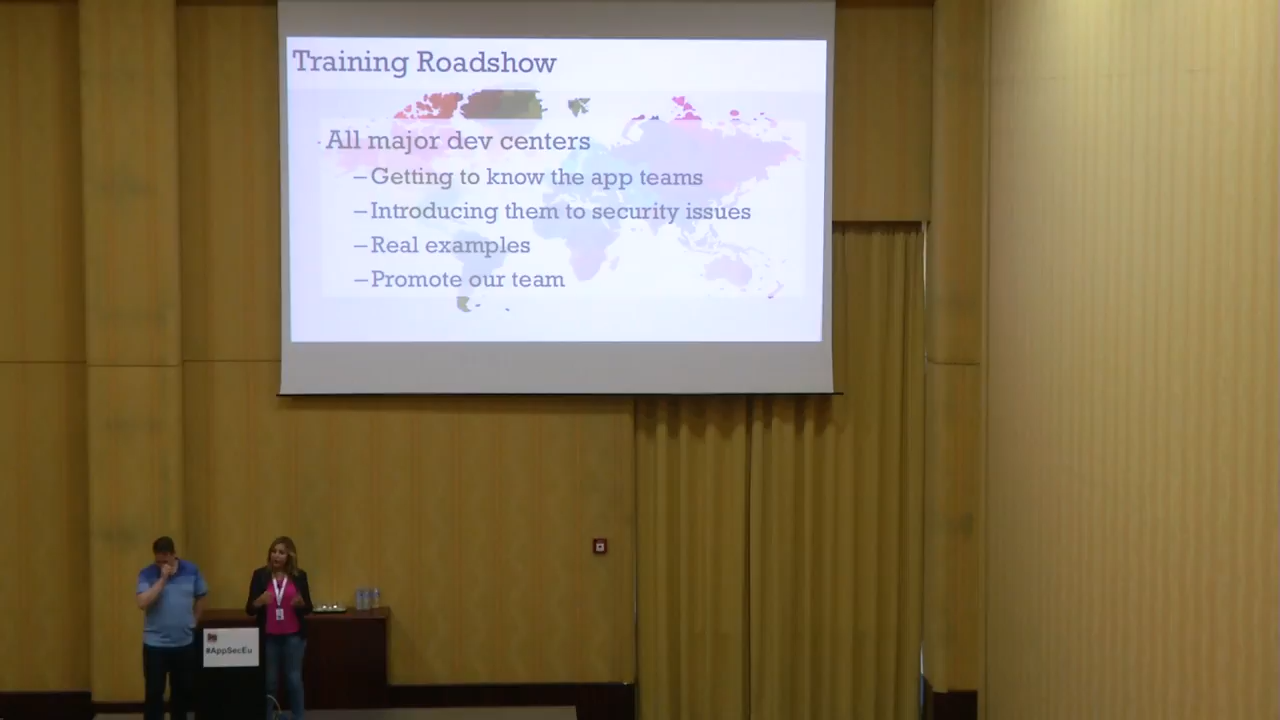 Training Roadshow
· All major dev centers
– Getting to know the app teams
– Introducing them to security issues
– Real examples
– Promote our team
#AppSecEu